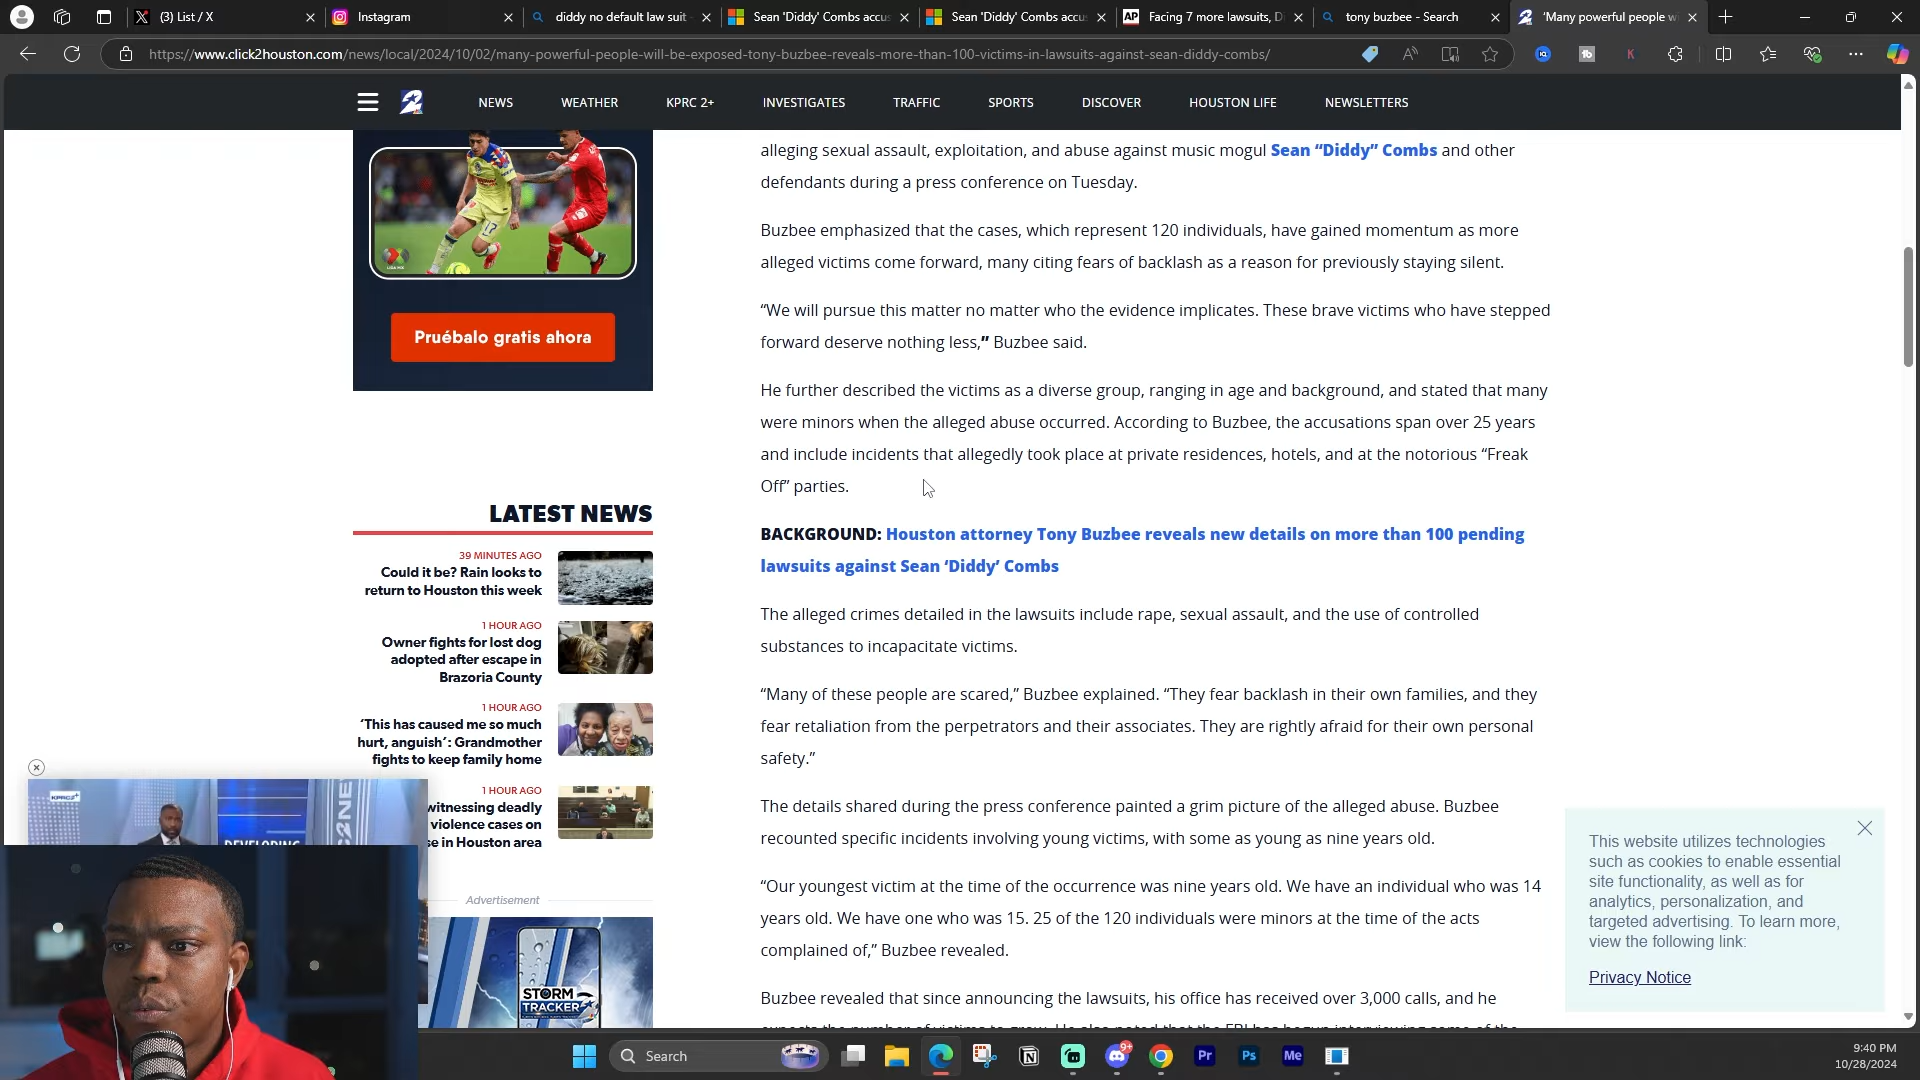 (3) List / X
Instagram
diddy no default law suit
Sean 'Diddy' Combs accus
Sean 'Diddy' Combs accus
AP
Facing 7 more lawsuits, D
tony buzbee - Search
'Many powerful people w
https://www.click2houston.com/news/local/2024/10/02/many-powerful-people-will-be-exposed-tony-buzbee-reveals-more-than-100-victims-in-lawsuits-against-sean-diddy-combs/
2
NEWS
WEATHER
KPRC 2+
INVESTIGATES
TRAFFIC
SPORTS
DISCOVER
HOUSTON LIFE
NEWSLETTERS
17
Pruébalo gratis ahora
alleging sexual assault, exploitation, and abuse against music mogul Sean “Diddy” Combs and other
defendants during a press conference on Tuesday.
Buzbee emphasized that the cases, which represent 120 individuals, have gained momentum as more
alleged victims come forward, many citing fears of backlash as a reason for previously staying silent.
“We will pursue this matter no matter who the evidence implicates. These brave victims who have stepped
forward deserve nothing less,” Buzbee said.
He further described the victims as a diverse group, ranging in age and background, and stated that many
were minors when the alleged abuse occurred. According to Buzbee, the accusations span over 25 years
and include incidents that allegedly took place at private residences, hotels, and at the notorious “Freak
Off” parties.
BACKGROUND: Houston attorney Tony Buzbee reveals new details on more than 100 pending
lawsuits against Sean ‘Diddy’ Combs
The alleged crimes detailed in the lawsuits include rape, sexual assault, and the use of controlled
substances to incapacitate victims.
“Many of these people are scared,” Buzbee explained. “They fear backlash in their own families, and they
fear retaliation from the perpetrators and their associates. They are rightly afraid for their own personal
safety.”
The details shared during the press conference painted a grim picture of the alleged abuse. Buzbee
recounted specific incidents involving young victims, with some as young as nine years old.
“Our youngest victim at the time of the occurrence was nine years old. We have an individual who was 14
years old. We have one who was 15. 25 of the 120 individuals were minors at the time of the acts
complained of,” Buzbee revealed.
Buzbee revealed that since announcing the lawsuits, his office has received over 3,000 calls, and he
LATEST NEWS
39 MINUTES AGO
Could it be? Rain looks to
return to Houston this week
1 HOUR AGO
Owner fights for lost dog
adopted after escape in
Brazoria County
1 HOUR AGO
‘This has caused me so much
hurt, anguish’: Grandmother
fights to keep family home
1 HOUR AGO
witnessing deadly
violence cases on
se in Houston area
KPRC2+
2NE
DEVELOPING
Advertisement
STORM
TRACKER
This website utilizes technologies
such as cookies to enable essential
site functionality, as well as for
analytics, personalization, and
targeted advertising. To learn more,
view the following link:
Privacy Notice
Search
9+
Pr
Ps
Me
9:40 PM
10/28/2024